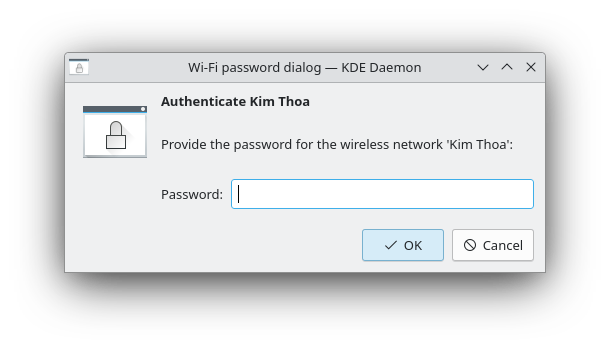 Wi-Fi password dialog — KDE Daemon
Authenticate Kim Thoa
Provide the password for the wireless network 'Kim Thoa':
Password:
OK
Cancel